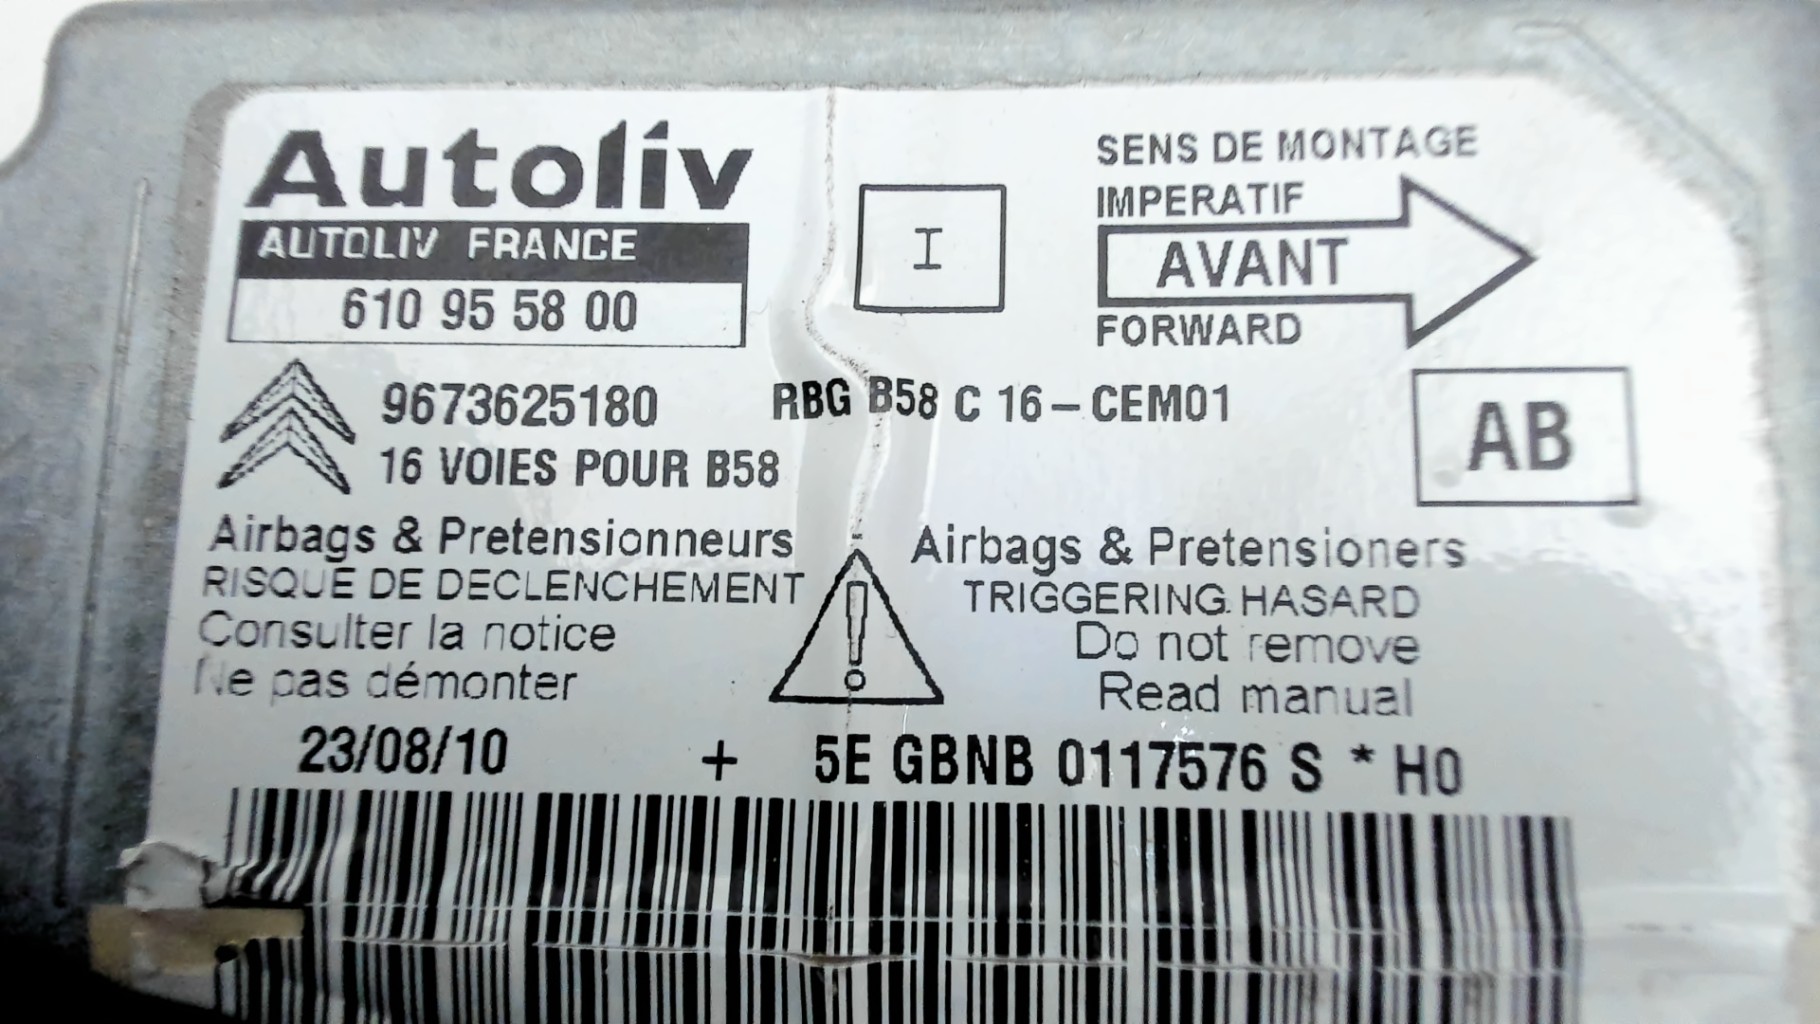 Autoliv
AUTOLIV FRANCE
610 95 58 00
I
SENS DE MONTAGE
IMPERATIF
AVANT
FORWARD
9673625180 RBG B58 C 16-CEM01
16 VOIES POUR B58
AB
Airbags & Pretensionneurs
RISQUE DE DECLENCHEMENT
Consulter la notice
Ne pas démonter
Airbags & Pretensioners
TRIGGERING HASARD
Do not remove
Read manual
23/08/10 + 5E GBNB 0117576 S * H0